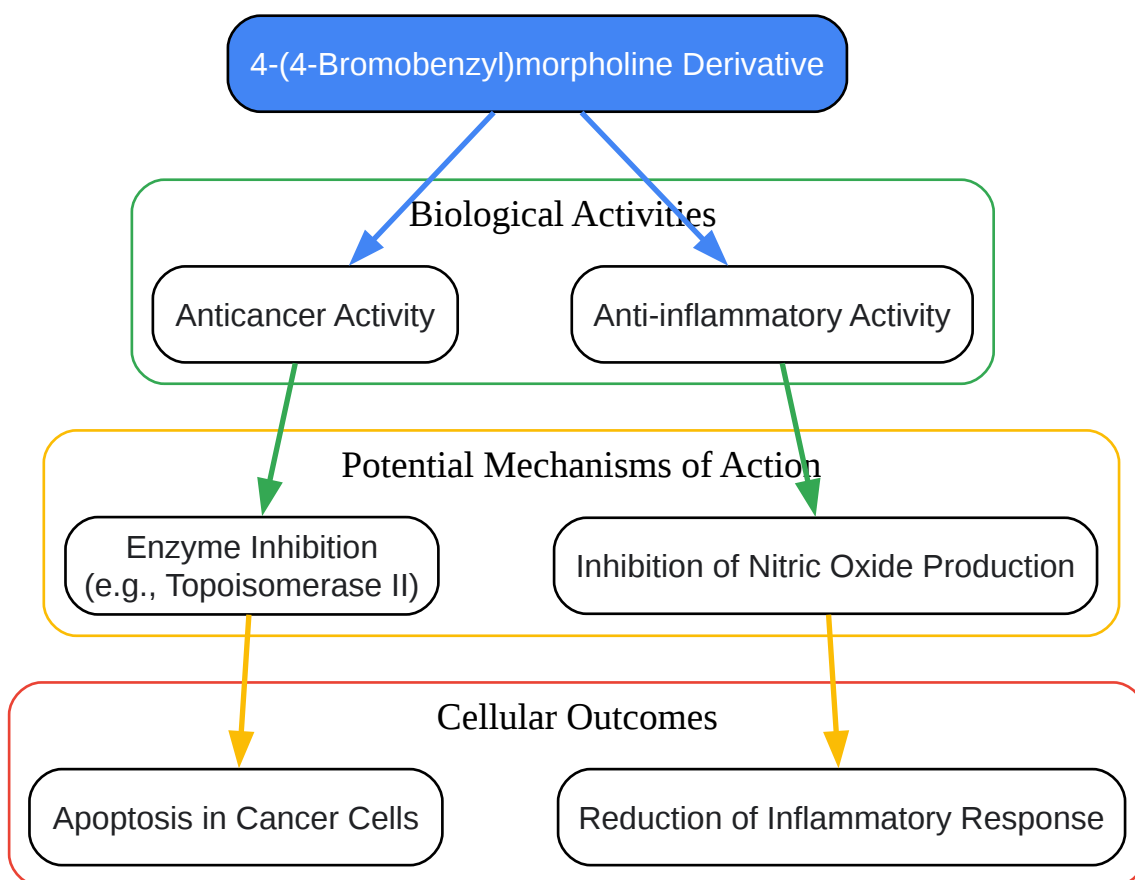 4-(4-Bromobenzyl)morpholine Derivative
Biological Activities
Anticancer Activity
Anti-inflammatory Activity
Potential Mechanisms of Action
Enzyme Inhibition
(e.g., Topoisomerase II)
Inhibition of Nitric Oxide Production
Cellular Outcomes
Apoptosis in Cancer Cells
Reduction of Inflammatory Response